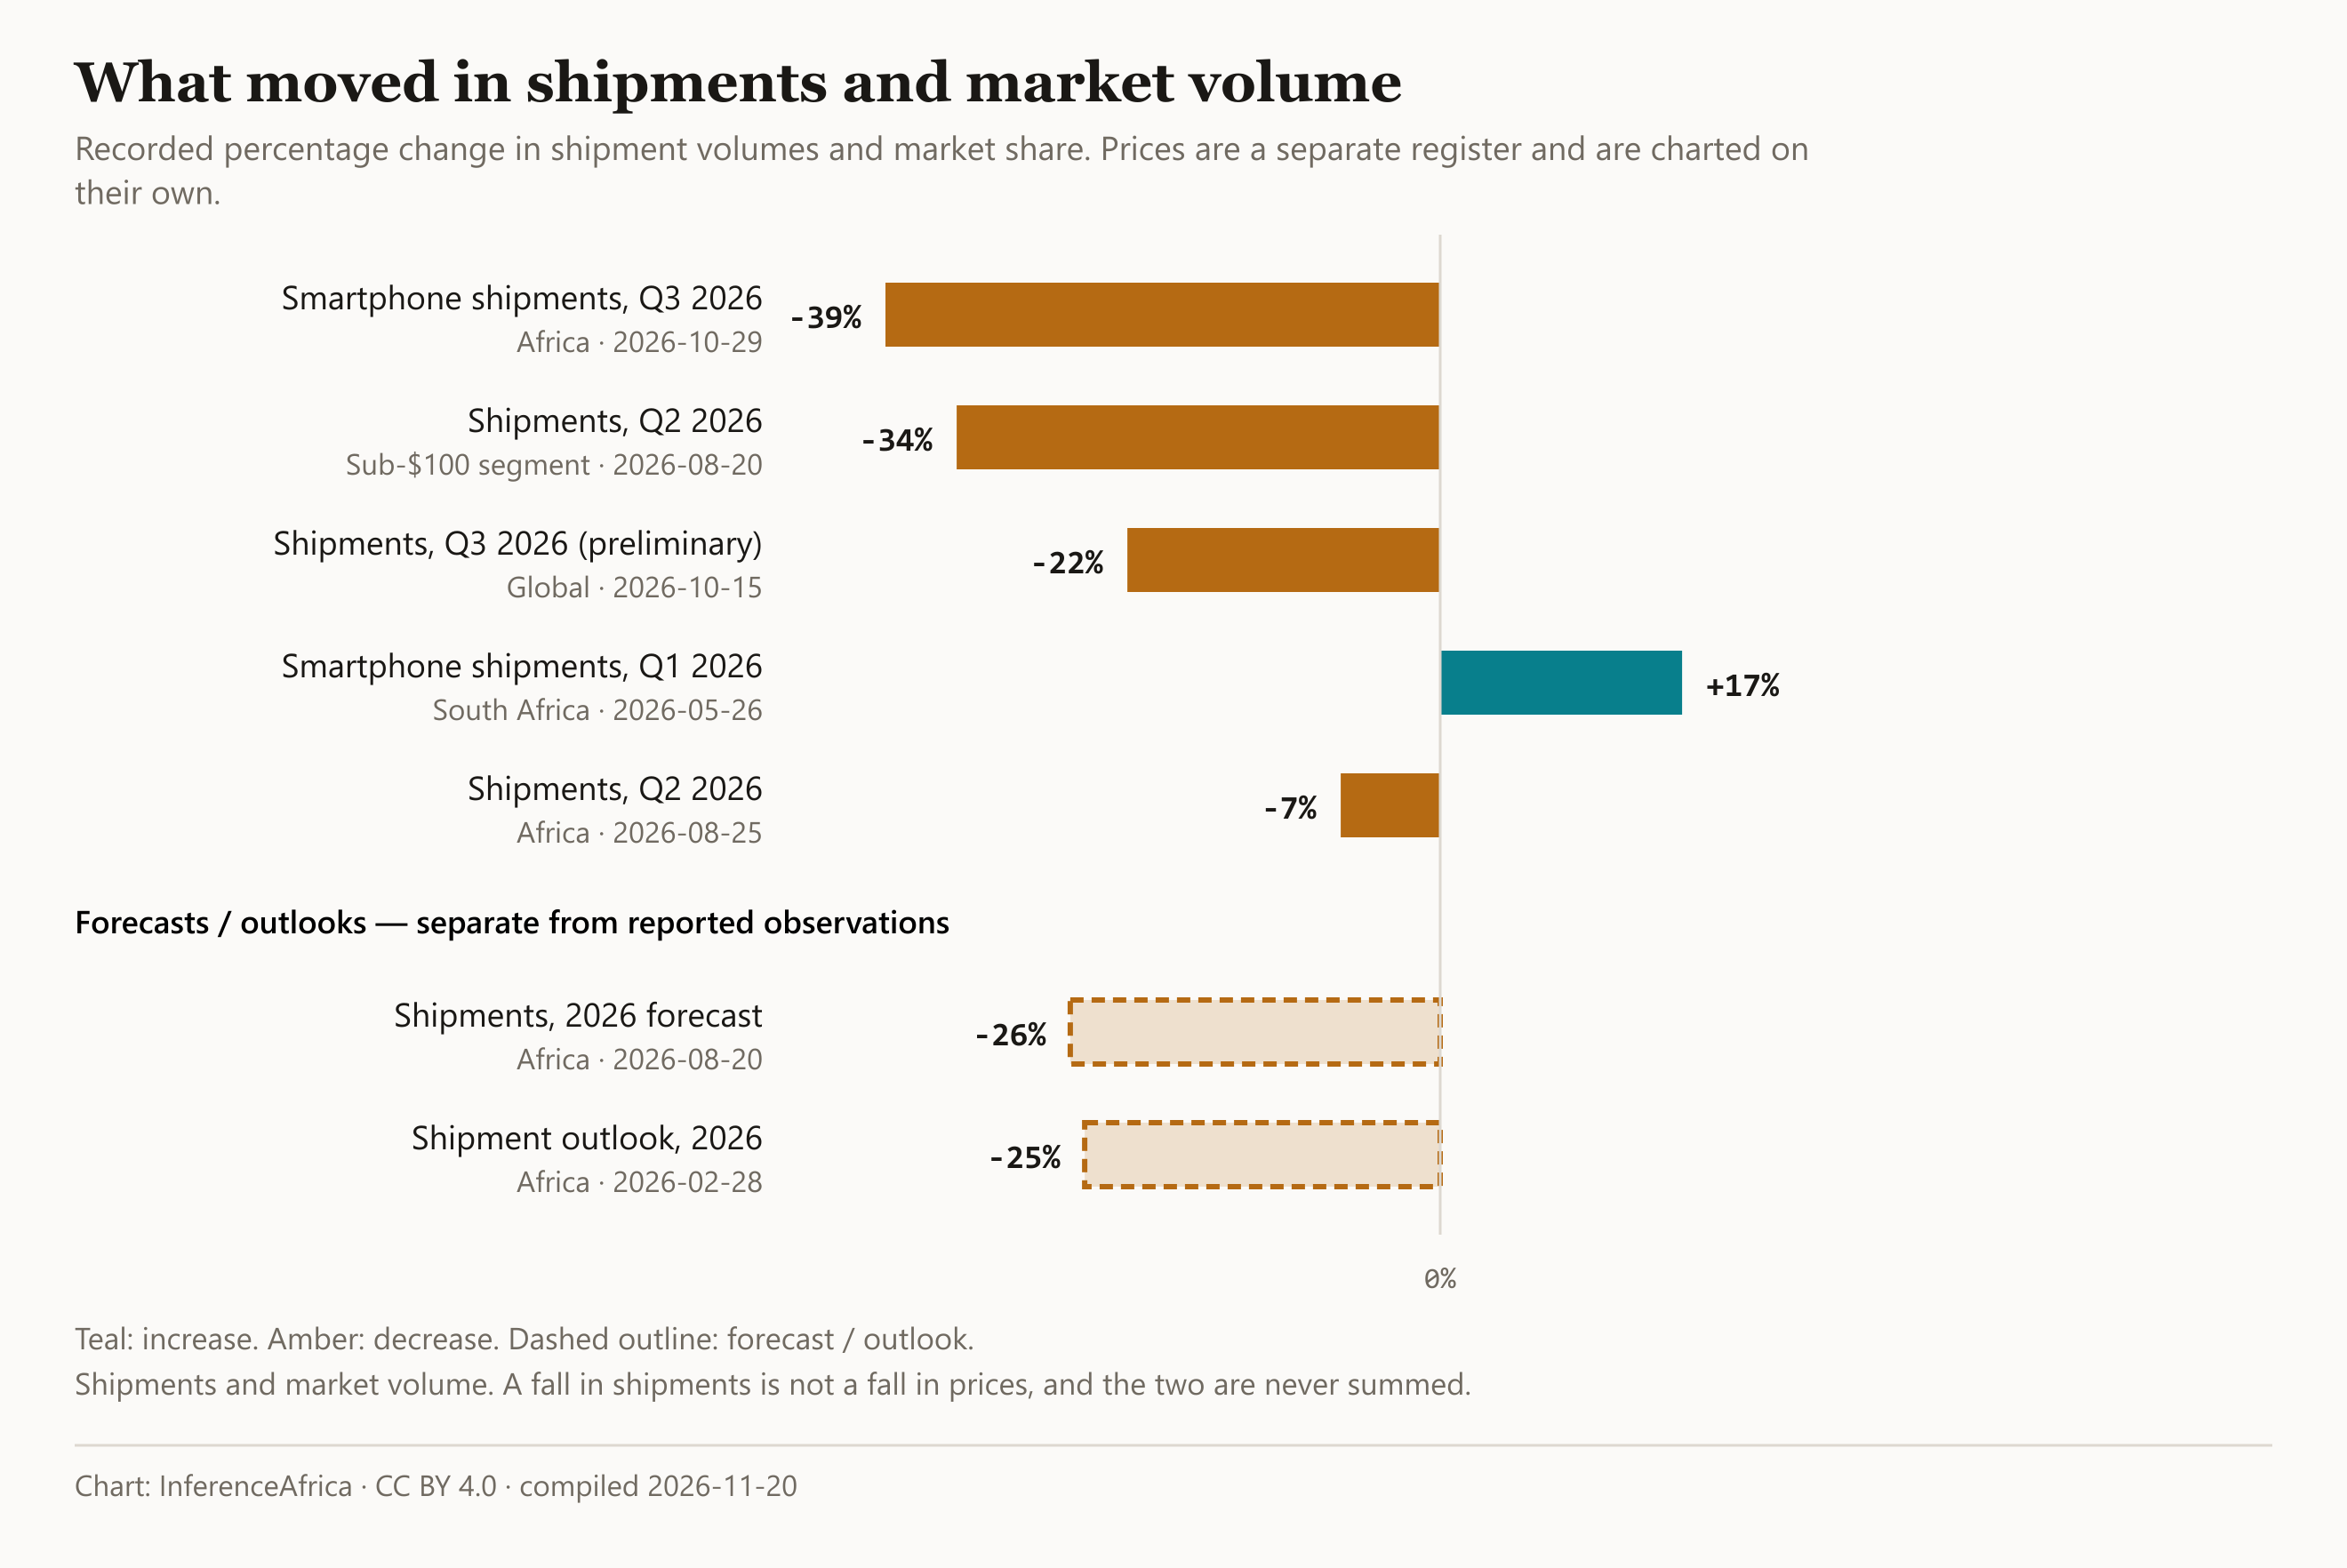 What moved in shipments and market volume
Recorded percentage change in shipment volumes and market share. Prices are a separate register and are charted on
their own.
Smartphone shipments, Q3 2026
-39%
Africa · 2026-10-29
Shipments, Q2 2026
-34%
Sub-$100 segment · 2026-08-20
Shipments, Q3 2026 (preliminary)
-22%
Global · 2026-10-15
Smartphone shipments, Q1 2026
+17%
South Africa · 2026-05-26
Shipments, Q2 2026
-7%
Africa · 2026-08-25
Forecasts / outlooks — separate from reported observations
Shipments, 2026 forecast
-26%
Africa · 2026-08-20
Shipment outlook, 2026
-25%
Africa · 2026-02-28
0%
Teal: increase. Amber: decrease. Dashed outline: forecast / outlook.
Shipments and market volume. A fall in shipments is not a fall in prices, and the two are never summed.
Chart: InferenceAfrica · CC BY 4.0 · compiled 2026-11-20